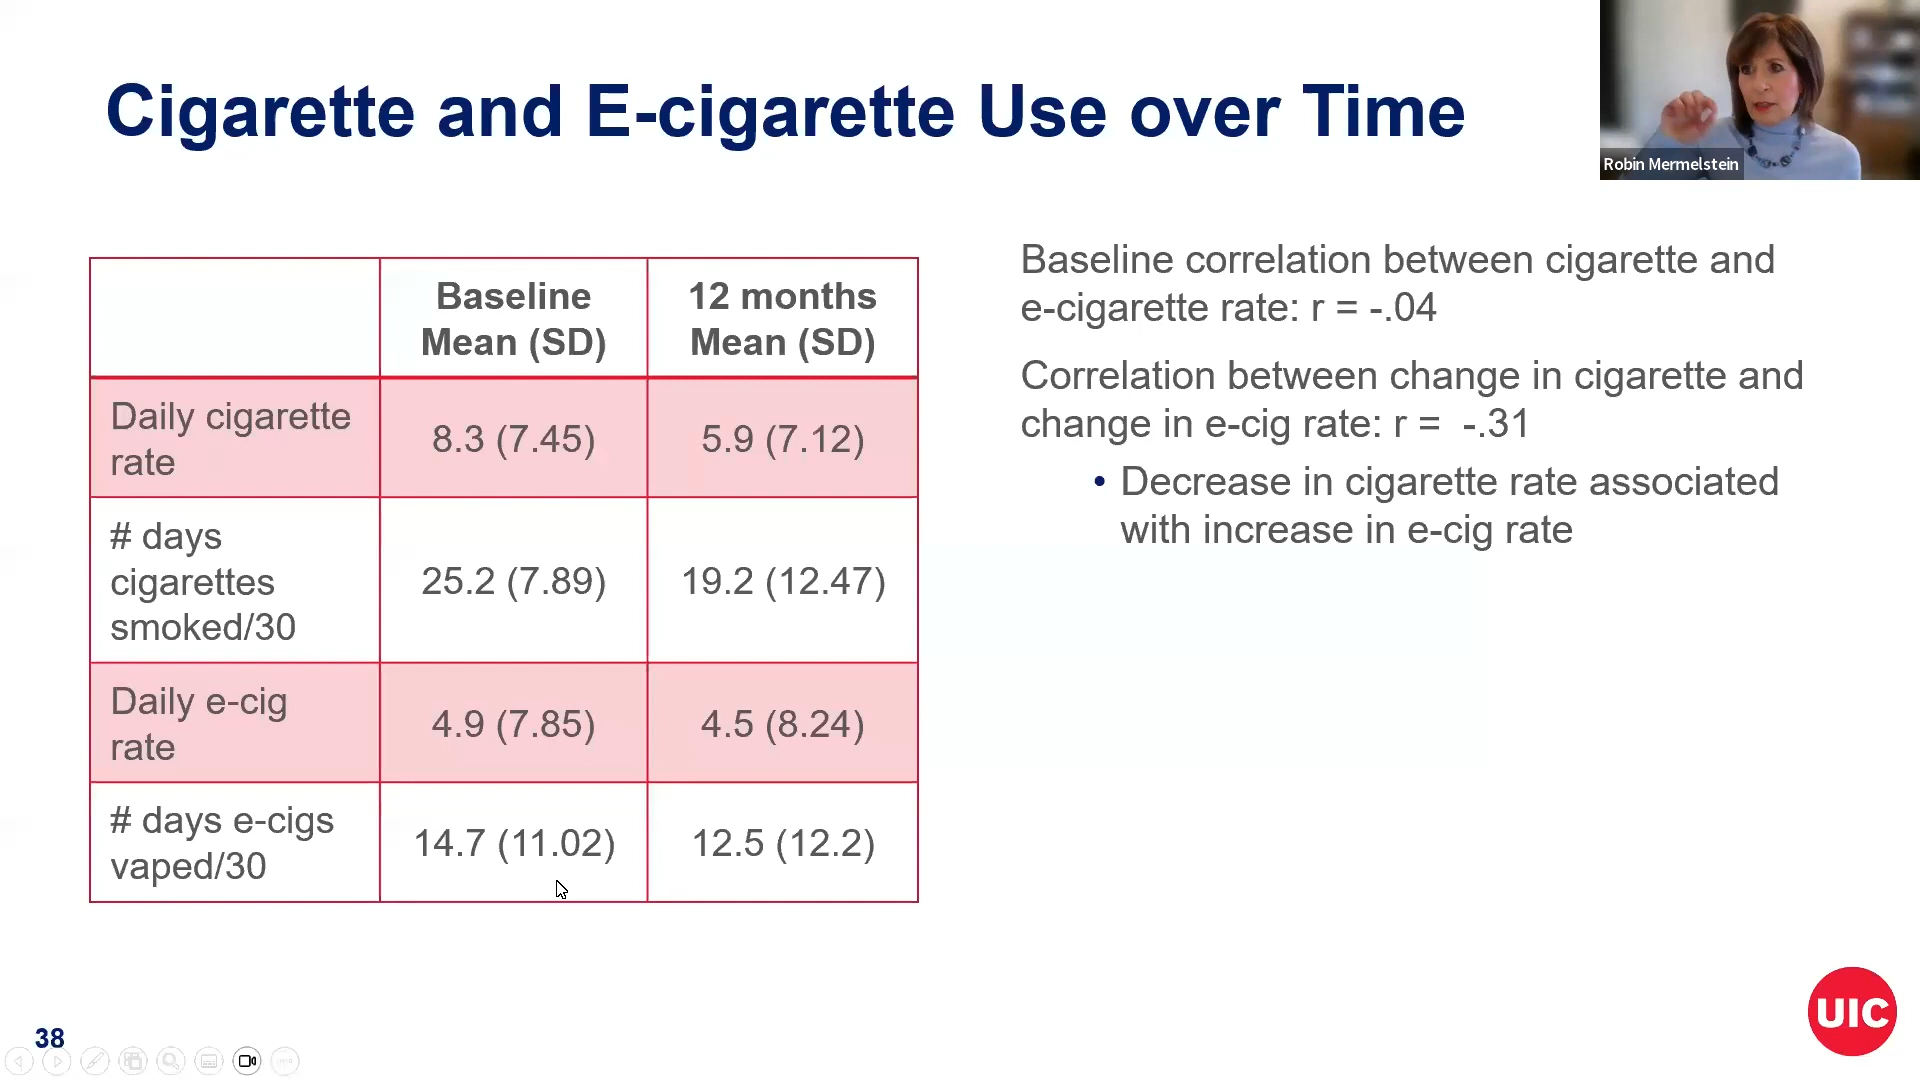 Cigarette and E-cigarette Use over Time
Robin Mermelstein
Baseline
Mean (SD)
12 months
Mean (SD)
Daily cigarette
rate
8.3 (7.45)
5.9 (7.12)
# days
cigarettes
smoked/30
25.2 (7.89)
19.2 (12.47)
Daily e-cig
rate
4.9 (7.85)
4.5 (8.24)
# days e-cigs
vaped/30
14.7 (11.02)
12.5 (12.2)
Baseline correlation between cigarette and
e-cigarette rate: r = -.04
Correlation between change in cigarette and
change in e-cig rate: r =  -.31
• Decrease in cigarette rate associated
with increase in e-cig rate
38
UIC